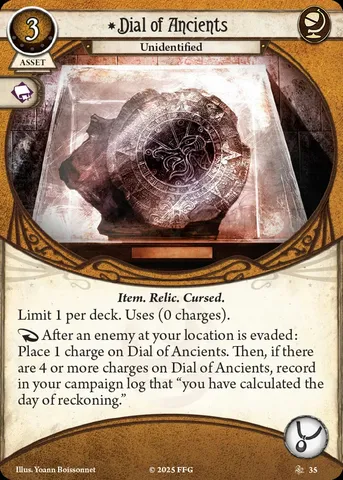 3
*Dial of Ancients
ASSET
Unidentified
Item. Relic. Cursed.
Limit 1 per deck. Uses (0 charges).
After an enemy at your location is evaded:
Place 1 charge on Dial of Ancients. Then, if there
are 4 or more charges on Dial of Ancients, record
in your campaign log that “you have calculated the
day of reckoning.”
Illus. Yoann Boissonnet
© 2025 FFG
35